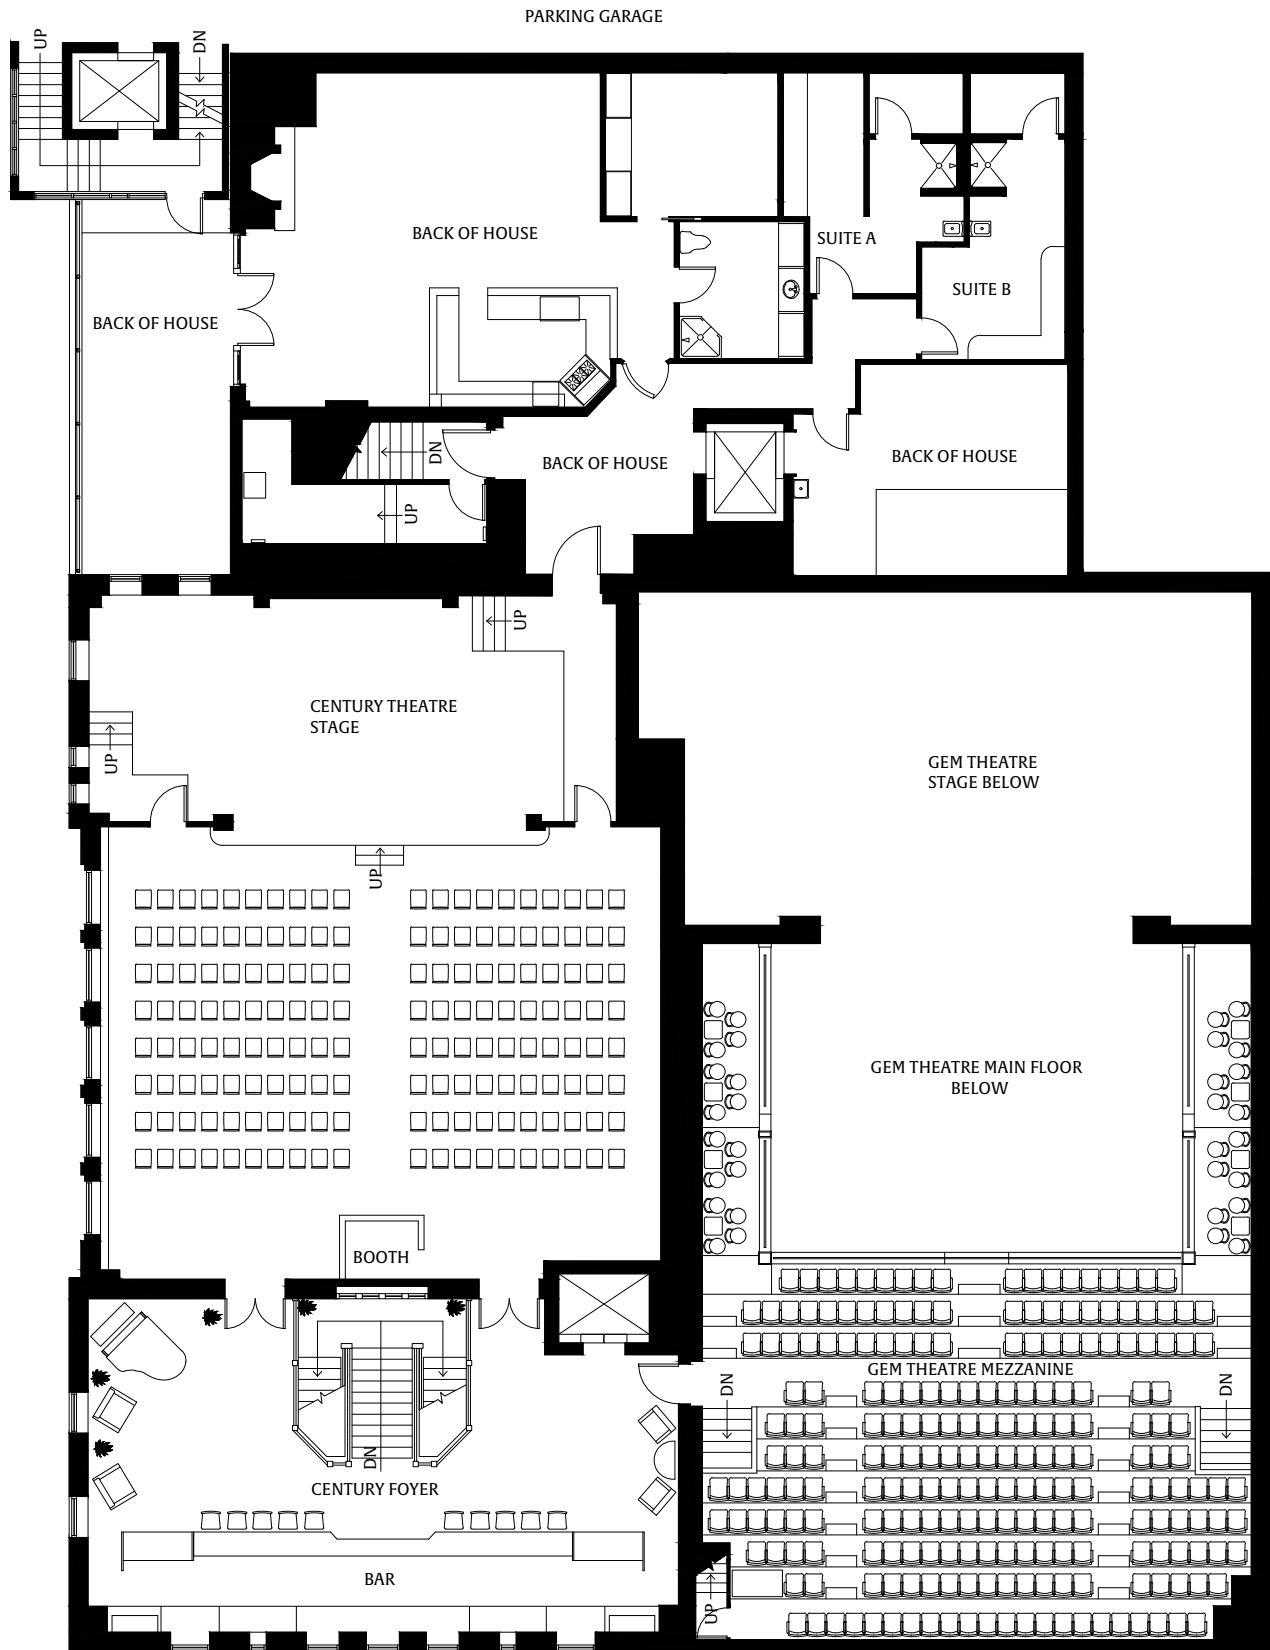 PARKING GARAGE
UP
DN
BACK OF HOUSE
SUITE A
SUITE B
BACK OF HOUSE
DN
BACK OF HOUSE
BACK OF HOUSE
UP
UP
CENTURY THEATRE
STAGE
UP
GEM THEATRE
STAGE BELOW
UP
GEM THEATRE MAIN FLOOR
BELOW
BOOTH
GEM THEATRE MEZZANINE
DN
DN
DN
CENTURY FOYER
BAR
UP